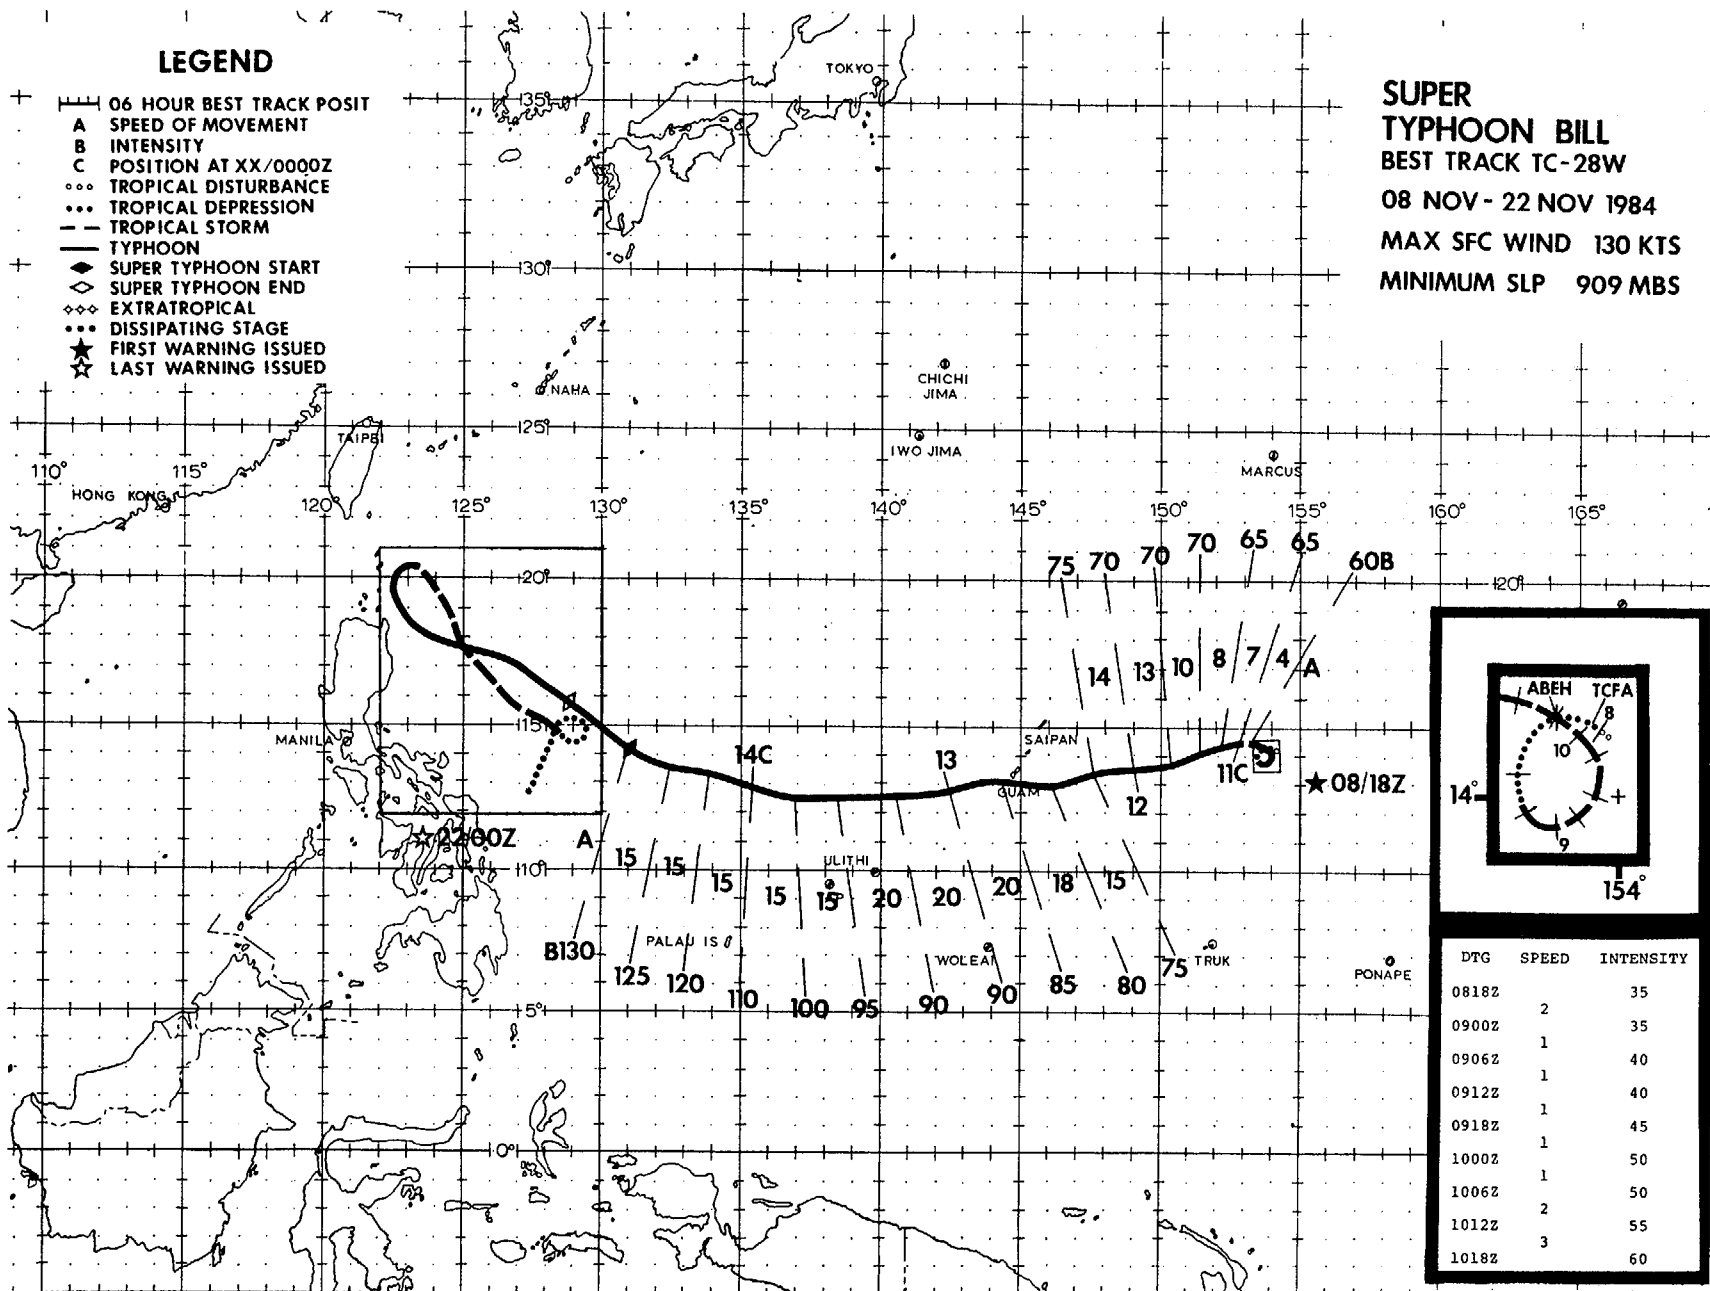 LEGEND
06 HOUR BEST TRACK POSIT
A SPEED OF MOVEMENT
B INTENSITY
C POSITION AT XX/0000Z
TROPICAL DISTURBANCE
TROPICAL DEPRESSION
TROPICAL STORM
TYPHOON
SUPER TYPHOON START
SUPER TYPHOON END
EXTRATROPICAL
DISSIPATING STAGE
FIRST WARNING ISSUED
LAST WARNING ISSUED
SUPER
TYPHOON BILL
BEST TRACK TC-28W
08 NOV - 22 NOV 1984
MAX SFC WIND 130 KTS
MINIMUM SLP 909 MBS
TOKYO
35°
30°
NAHA
CHICHI
JIMA
25°
TAIPEI
IWO JIMA
MARCUS
110° 115°
HONG KONG
120° 125° 130° 135° 140° 145° 150° 155° 160° 165°
75 70 70 70 65 65 60B
20° 20°
14 13 10 8 7 4 A
15°
MANILA
SAIPAN
14C 13 11C
GUAM
12
08/18Z
22/00Z
A 15 15 15 15 15 20 20 20 18 15
10°
ULITHI
B130 125 120 110 100 95 90 90 85 80 75
PALAU IS
WOLEAI
TRUK
PONAPE
5°
0°
ABEH TCFA
8
10
9
14°
154°
DTG SPEED INTENSITY
0818Z 35
2
0900Z 35
1
0906Z 40
1
0912Z 40
1
0918Z 45
1
1000Z 50
1
1006Z 50
2
1012Z 55
3
1018Z 60